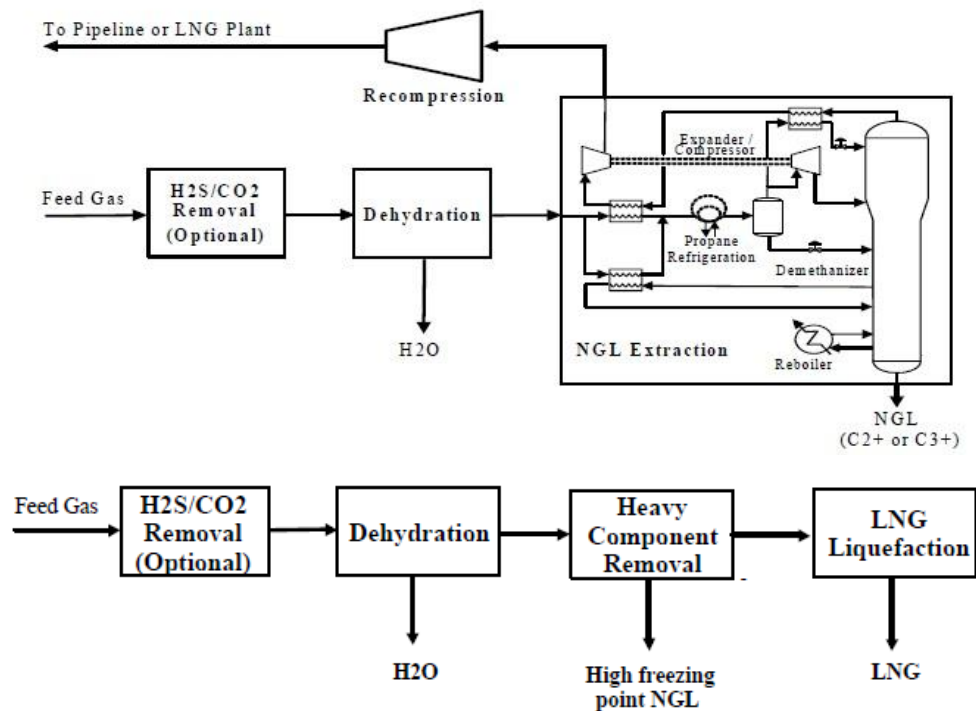 To Pipeline or LNG Plant
Recompression
Expander /
Compressor
Feed Gas
H2S/CO2
Removal
(Optional)
Dehydration
Propane
Refrigeration
Demethanizer
H2O
NGL Extraction
Reboiler
NGL
(C2+ or C3+)
Feed Gas
H2S/CO2
Removal
(Optional)
Dehydration
Heavy
Component
Removal
LNG
Liquefaction
H2O
High freezing
point NGL
LNG